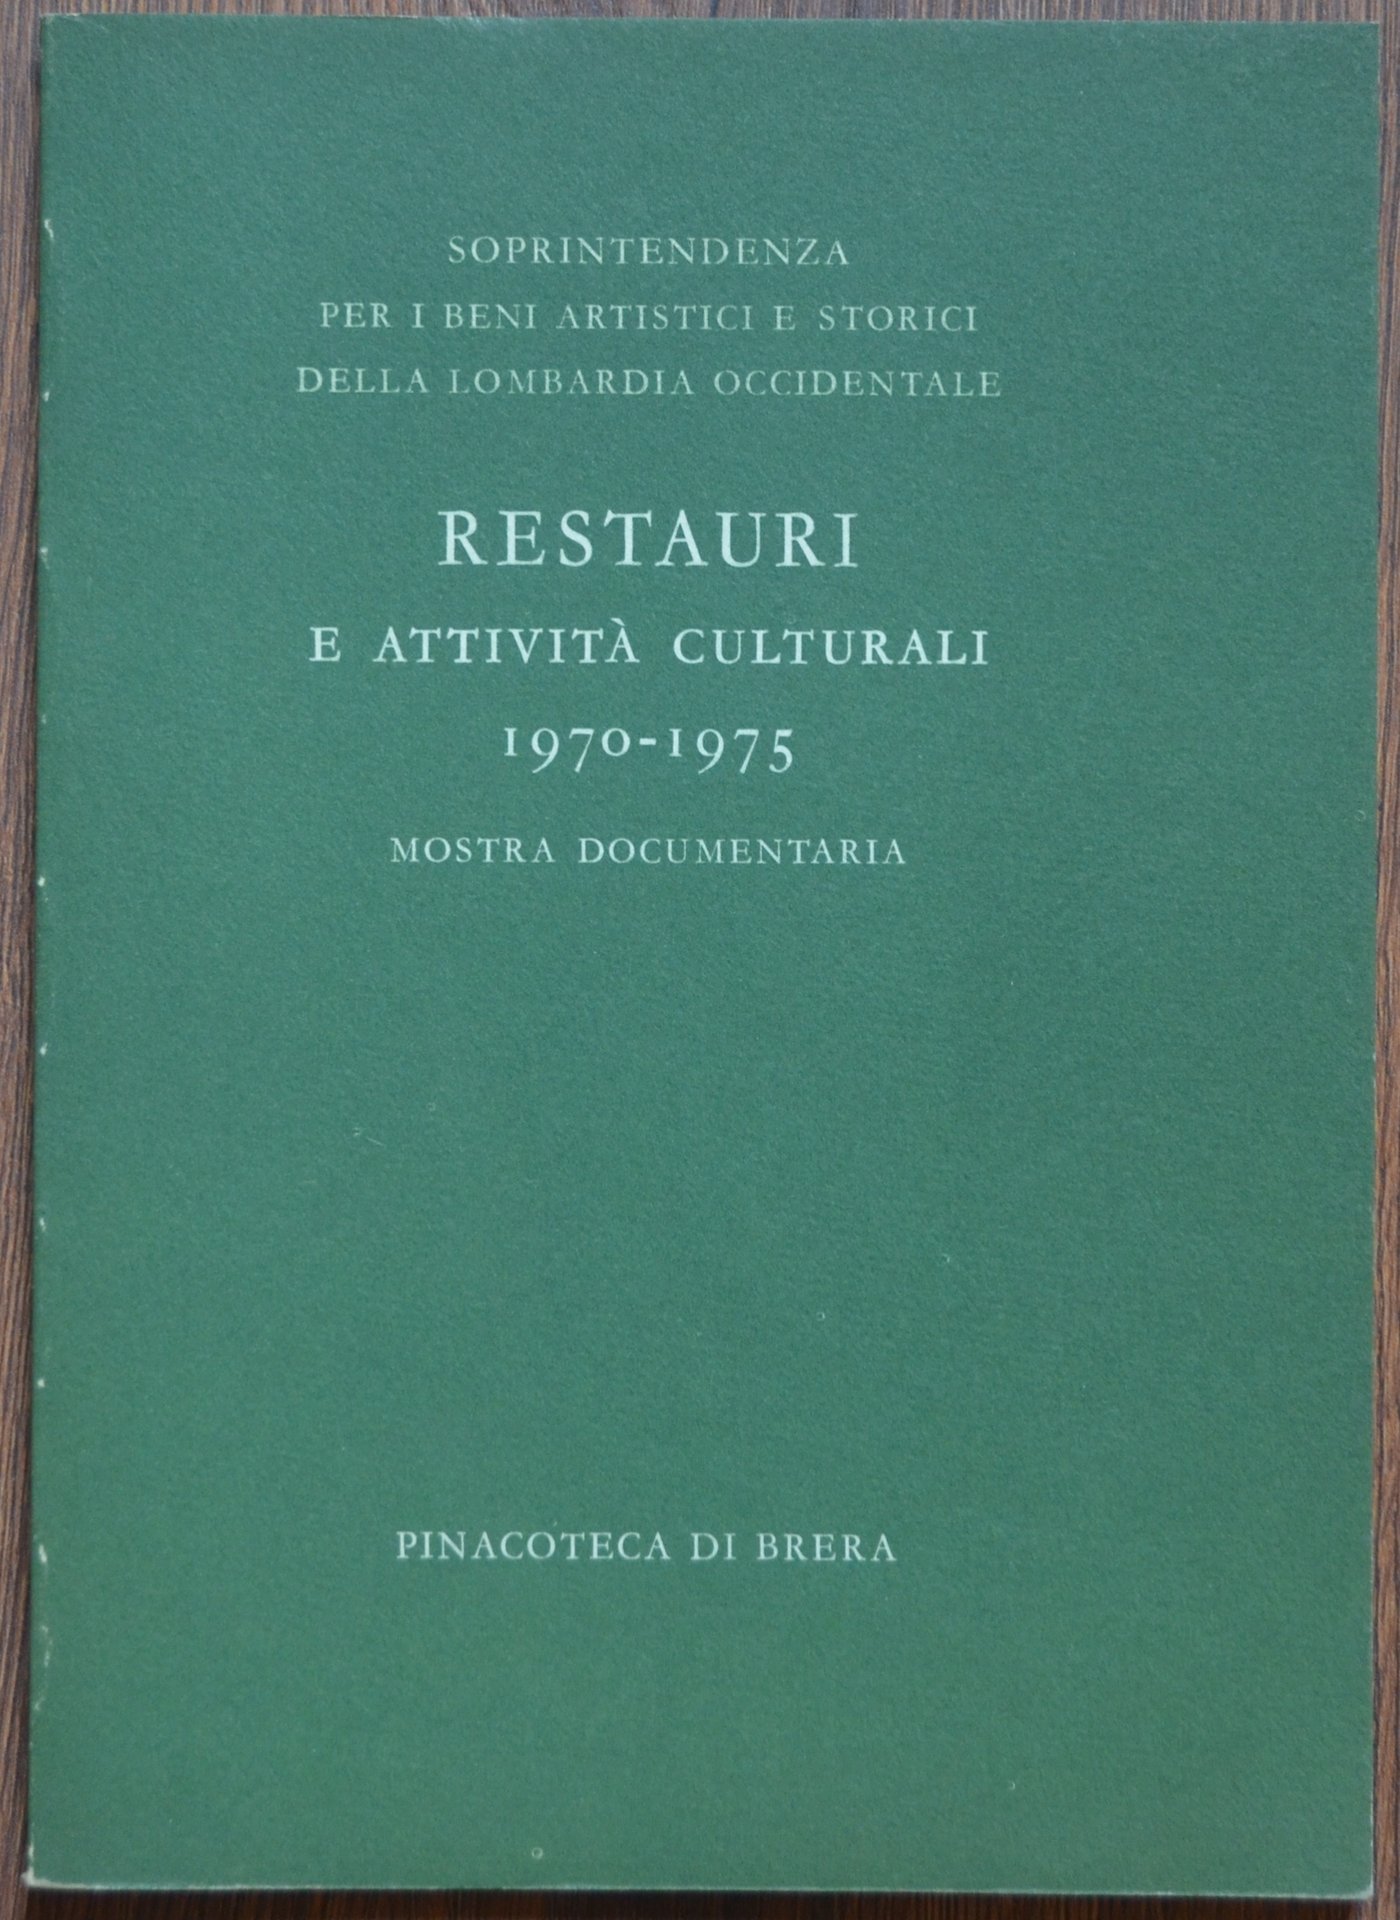 SOPRINTENDENZA
PER I BENI ARTISTICI E STORICI
DELLA LOMBARDIA OCCIDENTALE
RESTAURI
E ATTIVITÀ CULTURALI
1970-1975
MOSTRA DOCUMENTARIA
PINACOTECA DI BRERA